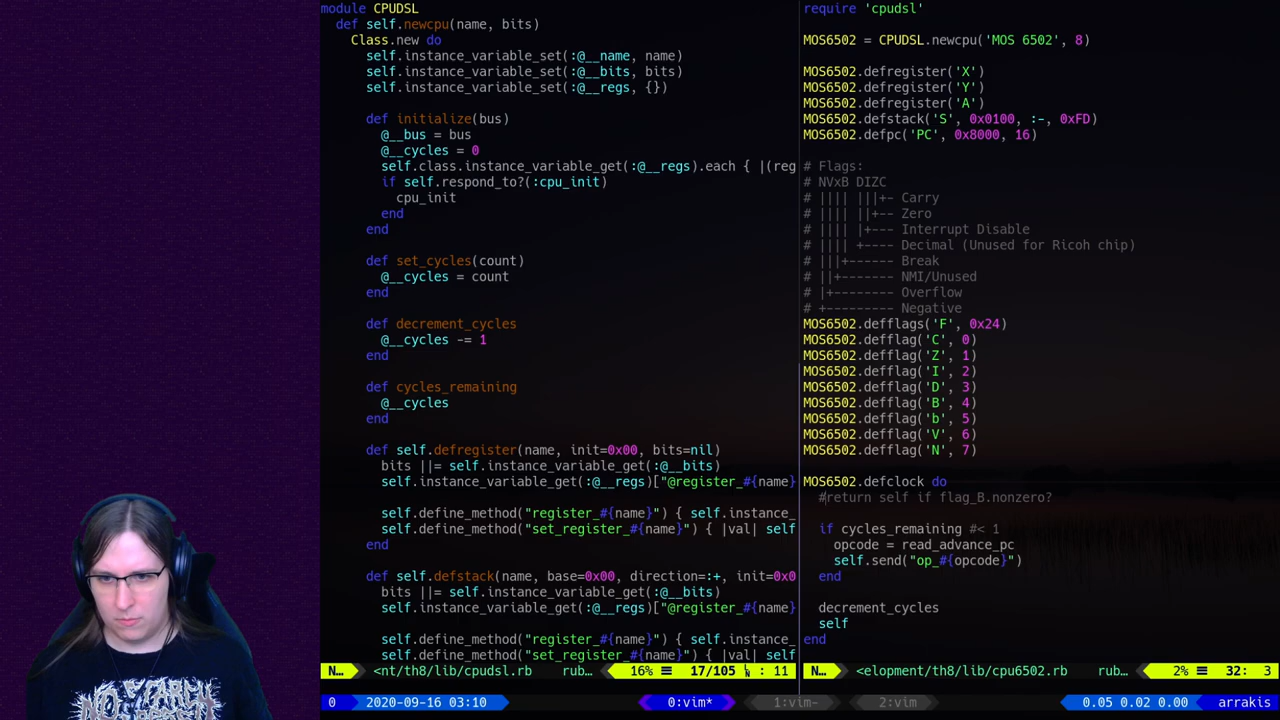 module CPUDSL
def self.newcpu(name, bits)
Class.new do
self.instance_variable_set(:@__name, name)
self.instance_variable_set(:@__bits, bits)
self.instance_variable_set(:@__regs, {})
def initialize(bus)
@__bus = bus
@__cycles = 0
self.class.instance_variable_get(:@__regs).each { |(reg
if self.respond_to?(:cpu_init)
cpu_init
end
end
def set_cycles(count)
@__cycles = count
end
def decrement_cycles
@__cycles -= 1
end
def cycles_remaining
@__cycles
end
def self.defregister(name, init=0x00, bits=nil)
bits ||= self.instance_variable_get(:@__bits)
self.instance_variable_get(:@__regs)["@register_#{name}
self.define_method("register_#{name}") { self.instance_
self.define_method("set_register_#{name}") { |val| self
end
def self.defstack(name, base=0x00, direction=:+, init=0x0
bits ||= self.instance_variable_get(:@__bits)
self.instance_variable_get(:@__regs)["@register_#{name}
self.define_method("register_#{name}") { self.instance_
self.define_method("set_register_#{name}") { |val| self
N… <nt/th8/lib/cpudsl.rb rub… 16% 17/105 : 11
require 'cpudsl'
MOS6502 = CPUDSL.newcpu('MOS 6502', 8)
MOS6502.defregister('X')
MOS6502.defregister('Y')
MOS6502.defregister('A')
MOS6502.defstack('S', 0x0100, :-, 0xFD)
MOS6502.defpc('PC', 0x8000, 16)
# Flags:
# NVxB DIZC
# |||| |||+- Carry
# |||| ||+-- Zero
# |||| |+--- Interrupt Disable
# |||| +---- Decimal (Unused for Ricoh chip)
# |||+------ Break
# ||+------- NMI/Unused
# |+-------- Overflow
# +--------- Negative
MOS6502.defflags('F', 0x24)
MOS6502.defflag('C', 0)
MOS6502.defflag('Z', 1)
MOS6502.defflag('I', 2)
MOS6502.defflag('D', 3)
MOS6502.defflag('B', 4)
MOS6502.defflag('b', 5)
MOS6502.defflag('V', 6)
MOS6502.defflag('N', 7)
MOS6502.defclock do
#return self if flag_B.nonzero?
if cycles_remaining #< 1
opcode = read_advance_pc
self.send("op_#{opcode}")
end
decrement_cycles
self
end
N… <elopment/th8/lib/cpu6502.rb rub… 2% 32: 3
0 2020-09-16 03:10 0:vim* 1:vim- 2:vim 0.05 0.02 0.00 arrakis